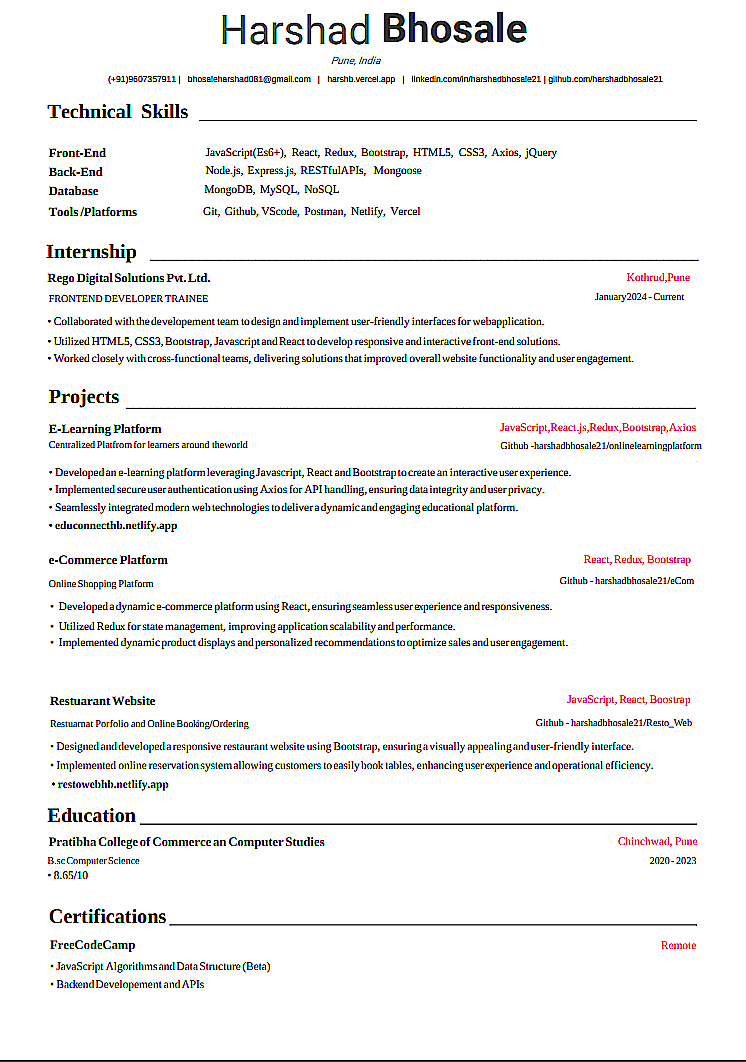 Harshad Bhosale
Pune, India
(+91)9607357911 | bhosaleharshad081@gmail.com | harshb.vercel.app | linkedin.com/in/harshadbhosale21 | github.com/harshadbhosale21
Technical Skills
Front-End JavaScript(Es6+), React, Redux, Bootstrap, HTML5, CSS3, Axios, jQuery
Back-End Node.js, Express.js, RESTfulAPIs, Mongoose
Database MongoDB, MySQL, NoSQL
Tools/Platforms Git, Github, VScode, Postman, Netlify, Vercel
Internship
Rego Digital Solutions Pvt. Ltd. Kothrud,Pune
FRONTEND DEVELOPER TRAINEE January2024 - Current
• Collaborated with the developement team to design and implement user-friendly interfaces for webapplication.
• Utilized HTML5, CSS3, Bootstrap, Javascript and React to develop responsive and interactive front-end solutions.
• Worked closely with cross-functional teams, delivering solutions that improved overall website functionality and user engagement.
Projects
E-Learning Platform JavaScript,React.js,Redux,Bootstrap,Axios
Centralized Platfrom for learners around theworld Github -harshadbhosale21/onlinelearningplatform
• Developed an e-learning platform leveraging Javascript, React and Bootstrap to create an interactive user experience.
• Implemented secure user authentication using Axios for API handling, ensuring data integrity and user privacy.
• Seamlessly integrated modern web technologies to deliver a dynamic and engaging educational platform.
• educonnecthb.netlify.app
e-Commerce Platform React, Redux, Bootstrap
Online Shopping Platform Github - harshadbhosale21/eCom
• Developed a dynamic e-commerce platform using React, ensuring seamless user experience and responsiveness.
• Utilized Redux for state management, improving application scalability and performance.
• Implemented dynamic product displays and personalized recommendations to optimize sales and user engagement.
Restuarant Website JavaScript, React, Boostrap
Restuarnat Porfolio and Online Booking/Ordering Github - harshadbhosale21/Resto_Web
• Designed and developed a responsive restaurant website using Bootstrap, ensuring a visually appealing and user-friendly interface.
• Implemented online reservation system allowing customers to easily book tables, enhancing user experience and operational efficiency.
• restowebhb.netlify.app
Education
Pratibha College of Commerce an Computer Studies Chinchwad, Pune
B.sc Computer Science 2020 - 2023
• 8.65/10
Certifications
FreeCodeCamp Remote
• JavaScript Algorithms and Data Structure (Beta)
• Backend Developement and APIs